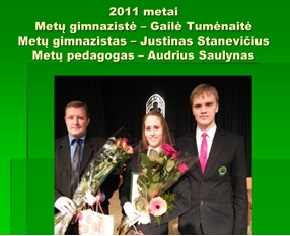 2011 metai
Metų gimnazistė – Gailė Tumėnaitė
Metų gimnazistas – Justinas Stanevičius
Metų pedagogas – Audrius Saulynas